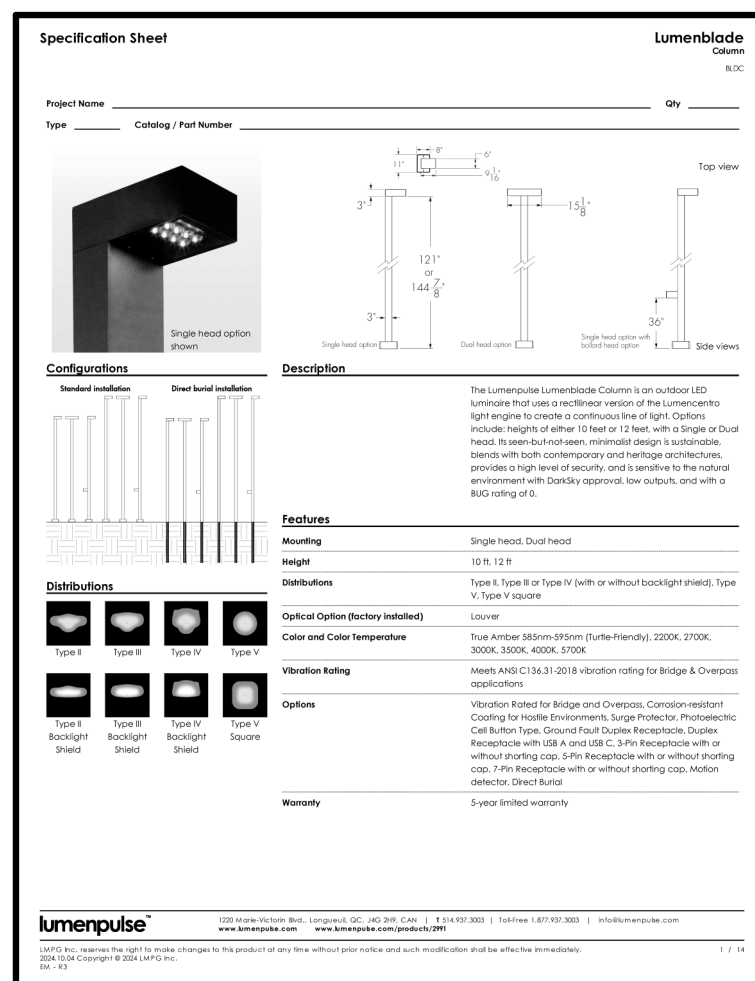 Specification Sheet
Lumenblade
Column
BLDC
Project Name
Qty
Type
Catalog / Part Number
Single head option
shown
8"
11"
6"
9 1/16"
Top view
3"
15 1/8"
121"
or
144 7/8"
3"
36"
Single head option
Dual head option
Single head option with
bollard head option
Side views
Configurations
Standard installation
Direct burial installation
Description
The Lumenpulse Lumenblade Column is an outdoor LED
luminaire that uses a rectilinear version of the Lumencentro
light engine to create a continuous line of light. Options
include: heights of either 10 feet or 12 feet, with a Single or Dual
head. Its seen-but-not-seen, minimalist design is sustainable,
blends with both contemporary and heritage architectures,
provides a high level of security, and is sensitive to the natural
environment with DarkSky approval, low outputs, and with a
BUG rating of 0.
Features
Mounting
Single head, Dual head
Height
10 ft, 12 ft
Distributions
Type II, Type III or Type IV (with or without backlight shield), Type
V, Type V square
Optical Option (factory installed)
Louver
Color and Color Temperature
True Amber 585nm-595nm (Turtle-Friendly), 2200K, 2700K,
3000K, 3500K, 4000K, 5700K
Vibration Rating
Meets ANSI C136.31-2018 vibration rating for Bridge & Overpass
applications
Options
Vibration Rated for Bridge and Overpass, Corrosion-resistant
Coating for Hostile Environments, Surge Protector, Photoelectric
Cell Button Type, Ground Fault Duplex Receptacle, Duplex
Receptacle with USB A and USB C, 3-Pin Receptacle with or
without shorting cap, 5-Pin Receptacle with or without shorting
cap, 7-Pin Receptacle with or without shorting cap, Motion
detector, Direct Burial
Warranty
5-year limited warranty
Distributions
Type II
Type III
Type IV
Type V
Type II
Backlight
Shield
Type III
Backlight
Shield
Type IV
Backlight
Shield
Type V
Square
lumenpulse™
1220 Marie-Victorin Blvd., Longueuil, QC, J4G 2H9, CAN | T 514.937.3003 | Toll-Free 1.877.937.3003 | info@lumenpulse.com
www.lumenpulse.com www.lumenpulse.com/products/2991
LMPG Inc. reserves the right to make changes to this product at any time without prior notice and such modification shall be effective immediately.
1 / 14
2024.10.04 Copyright © 2024 LMPG Inc.
EM - R3